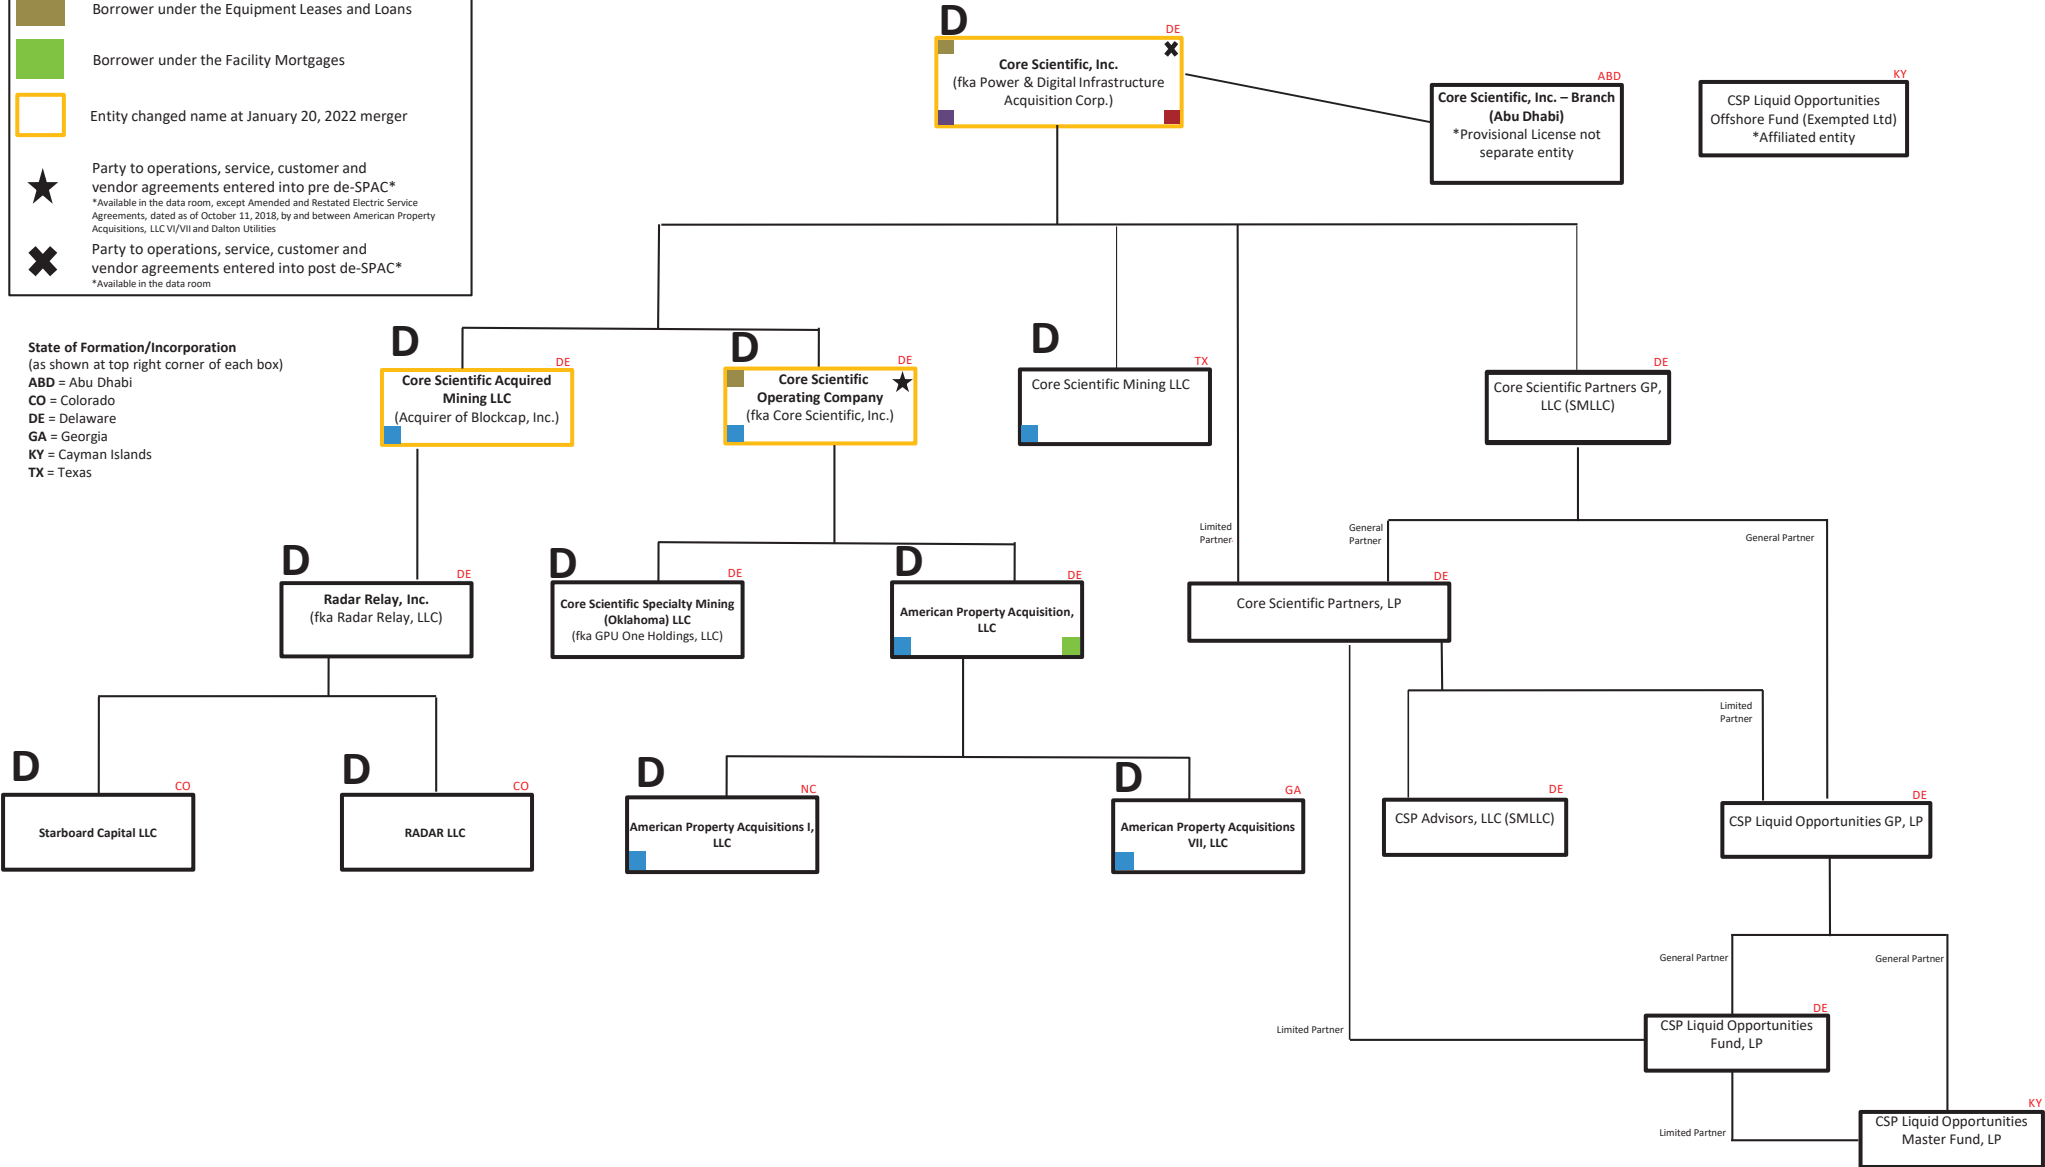 Borrower under the Equipment Leases and Loans
Borrower under the Facility Mortgages
Entity changed name at January 20, 2022 merger
Party to operations, service, customer and
vendor agreements entered into pre de-SPAC*
*Available in the data room, except Amended and Restated Electric Service
Agreements, dated as of October 11, 2018, by and between American Property
Acquisitions, LLC VI/VII and Dalton Utilities
Party to operations, service, customer and
vendor agreements entered into post de-SPAC*
*Available in the data room
State of Formation/Incorporation
(as shown at top right corner of each box)
ABD = Abu Dhabi
CO = Colorado
DE = Delaware
GA = Georgia
KY = Cayman Islands
TX = Texas
D
DE
Core Scientific, Inc.
(fka Power & Digital Infrastructure
Acquisition Corp.)
ABD
Core Scientific, Inc. – Branch
(Abu Dhabi)
*Provisional License not
separate entity
KY
CSP Liquid Opportunities
Offshore Fund (Exempted Ltd)
*Affiliated entity
D
DE
Core Scientific Acquired
Mining LLC
(Acquirer of Blockcap, Inc.)
D
DE
Core Scientific
Operating Company
(fka Core Scientific, Inc.)
D
TX
Core Scientific Mining LLC
DE
Core Scientific Partners GP,
LLC (SMLLC)
Limited
Partner
General
Partner
General Partner
D
DE
Radar Relay, Inc.
(fka Radar Relay, LLC)
D
DE
Core Scientific Specialty Mining
(Oklahoma) LLC
(fka GPU One Holdings, LLC)
D
DE
American Property Acquisition,
LLC
DE
Core Scientific Partners, LP
Limited
Partner
D
CO
Starboard Capital LLC
D
CO
RADAR LLC
D
NC
American Property Acquisitions I,
LLC
D
GA
American Property Acquisitions
VII, LLC
DE
CSP Advisors, LLC (SMLLC)
DE
CSP Liquid Opportunities GP, LP
General Partner
General Partner
Limited Partner
DE
CSP Liquid Opportunities
Fund, LP
Limited Partner
KY
CSP Liquid Opportunities
Master Fund, LP